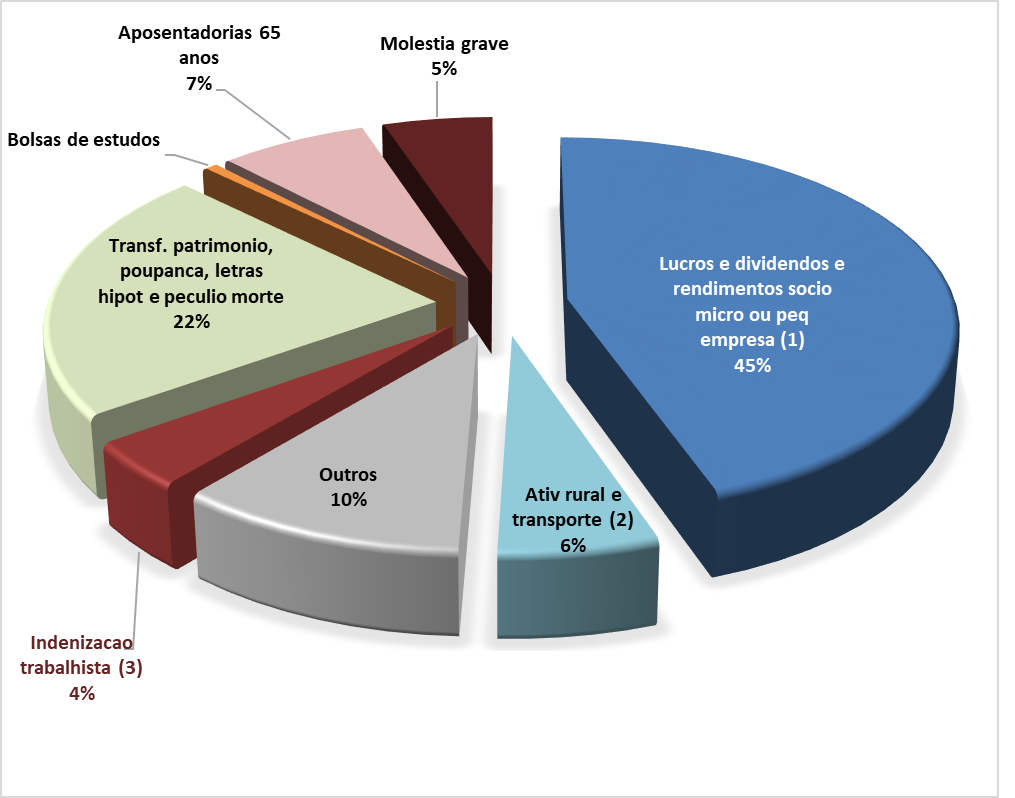 Aposentadorias 65
anos
7%
Molestia grave
5%
Bolsas de estudos
Transf. patrimonio,
poupanca, letras
hipot e peculio morte
22%
Lucros e dividendos e
rendimentos socio
micro ou peq
empresa (1)
45%
Outros
10%
Ativ rural e
transporte (2)
6%
Indenizacao
trabalhista (3)
4%